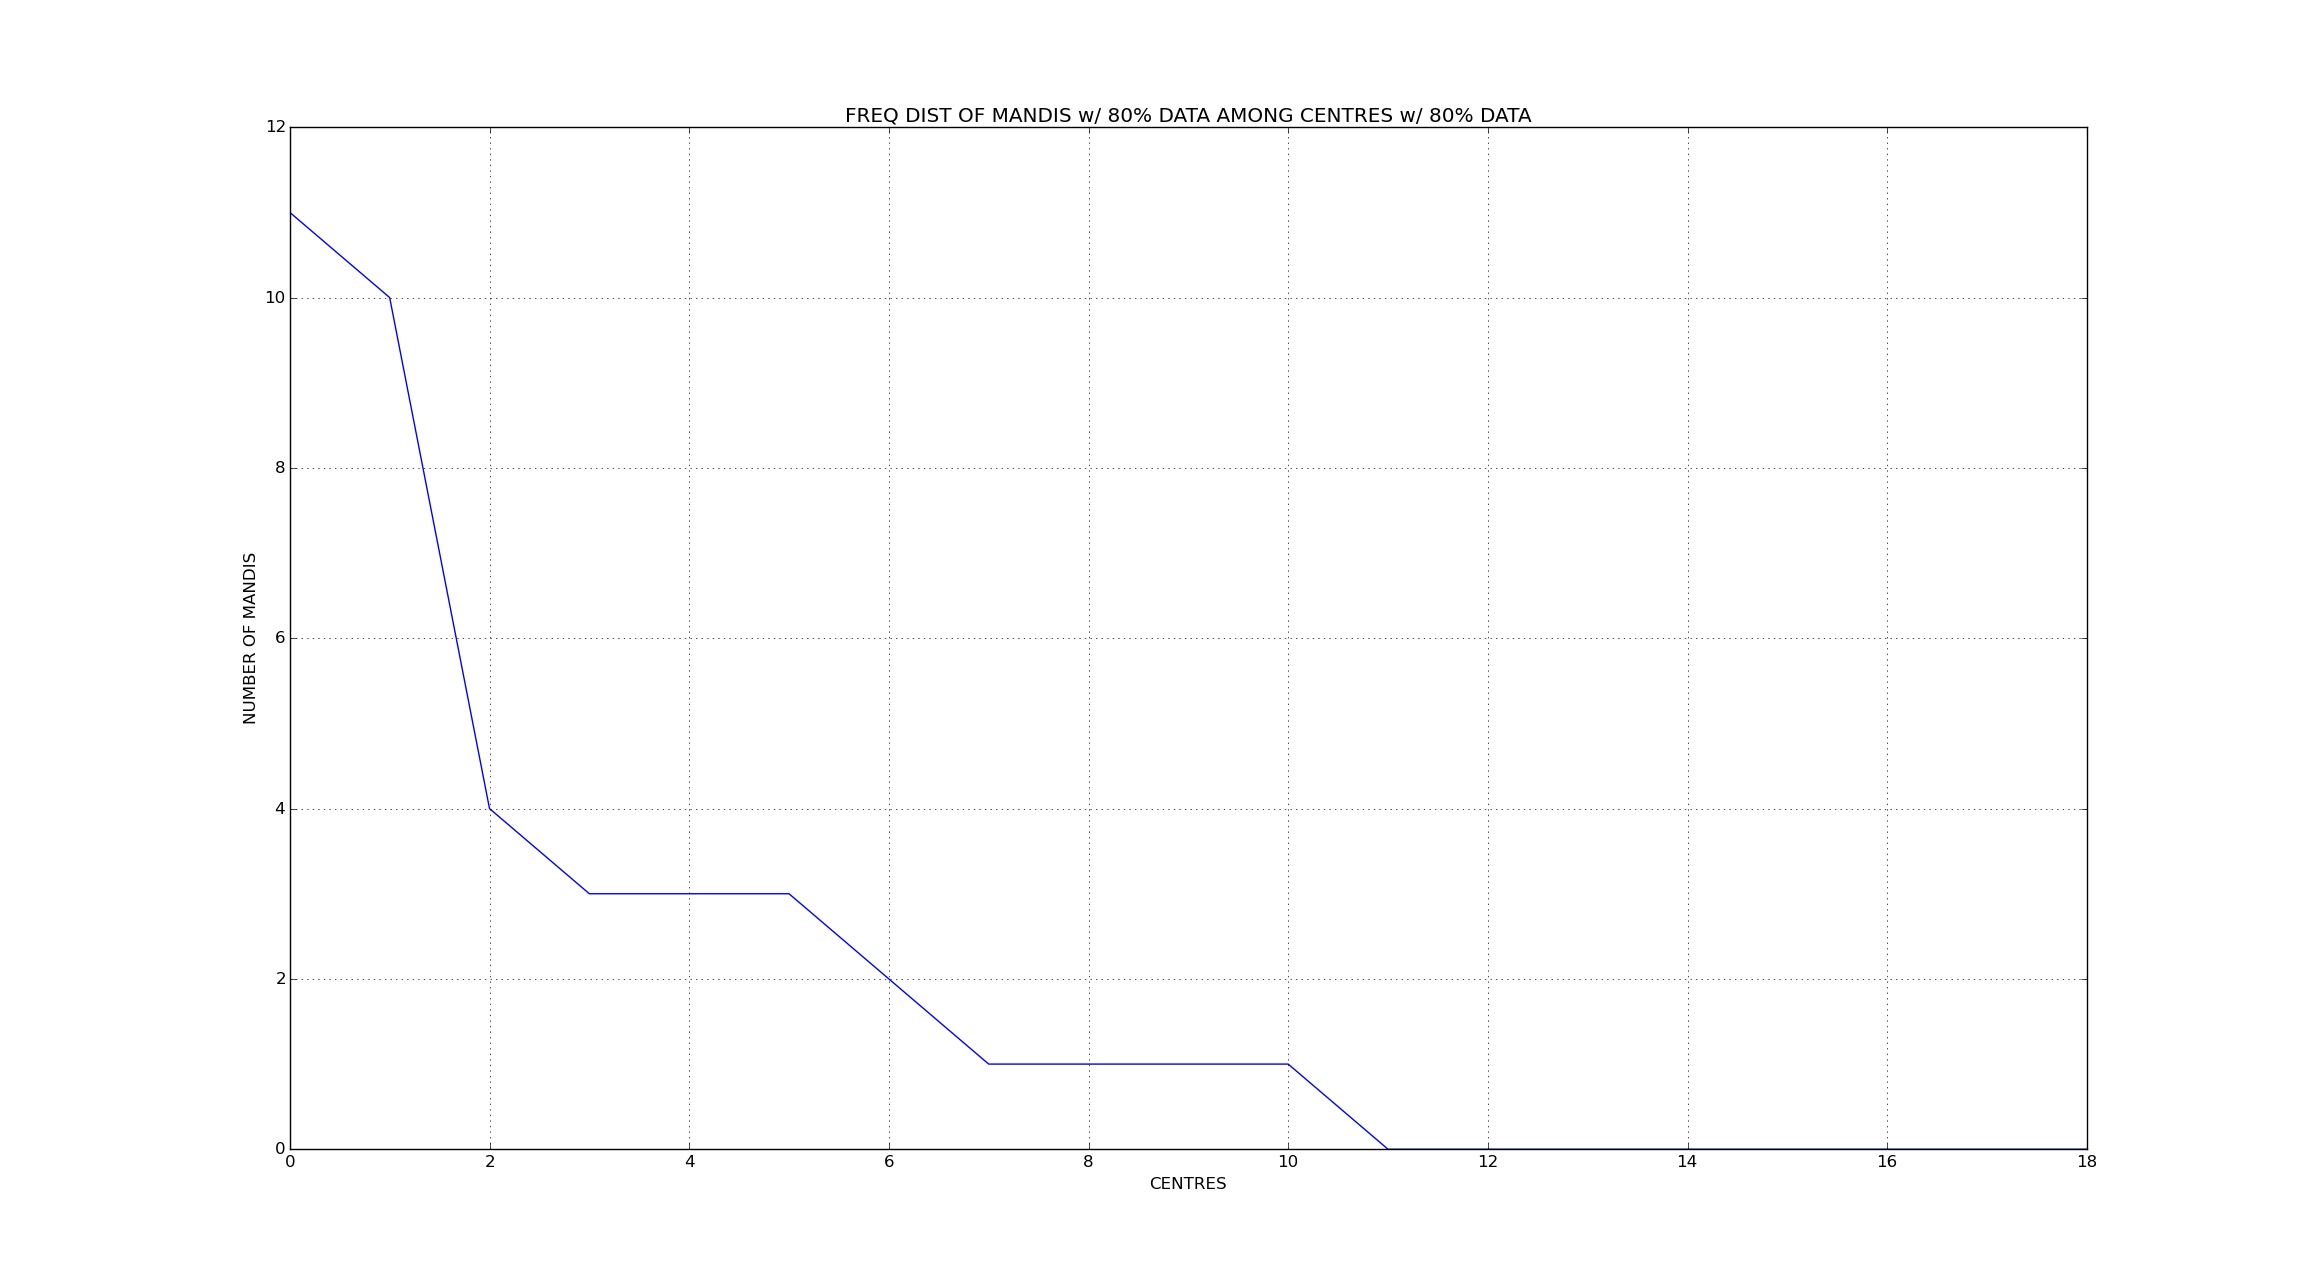 FREQ DIST OF MANDIS w/ 80% DATA AMONG CENTRES w/ 80% DATA
12
10
8
6
4
2
0
NUMBER OF MANDIS
0 2 4 6 8 10 12 14 16 18
CENTRES